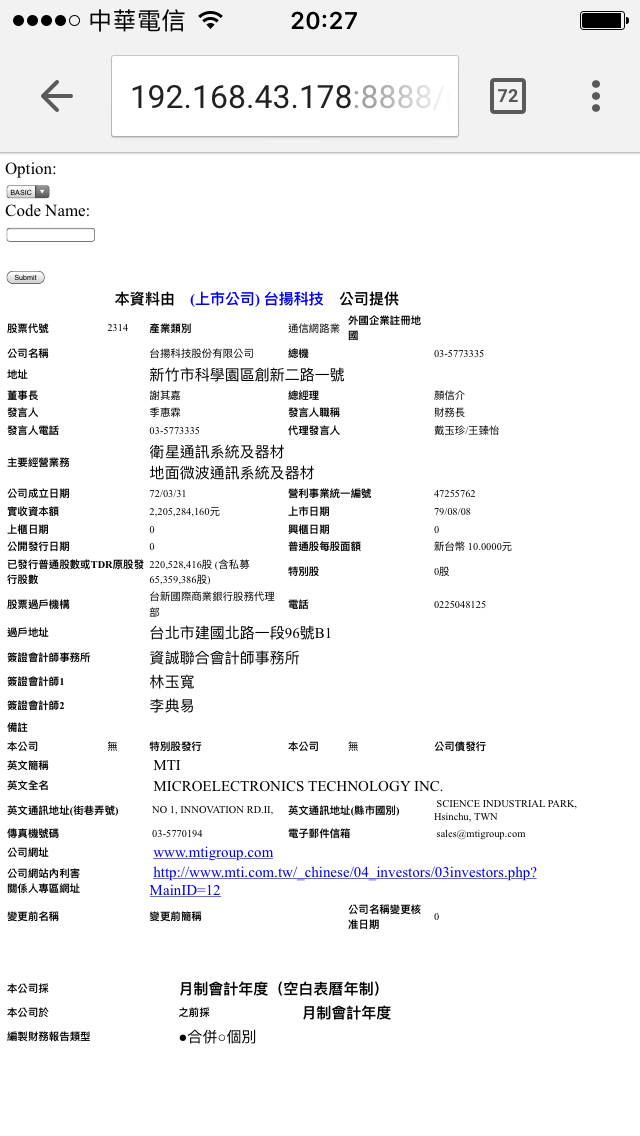 中華電信 20:27
192.168.43.178:8888/ 72
Option:
BASIC
Code Name:
Submit
本資料由 (上市公司) 台揚科技 公司提供
股票代號 2314 產業類別 通信網路業 外國企業註冊地國
公司名稱 台揚科技股份有限公司 總機 03-5773335
地址 新竹市科學園區創新二路一號
董事長 謝其嘉 總經理 顏信介
發言人 季惠霖 發言人職稱 財務長
發言人電話 03-5773335 代理發言人 戴玉珍/王臻怡
主要經營業務 衛星通訊系統及器材
地面微波通訊系統及器材
公司成立日期 72/03/31 營利事業統一編號 47255762
實收資本額 2,205,284,160元 上市日期 79/08/08
上櫃日期 0 興櫃日期 0
公開發行日期 0 普通股每股面額 新台幣 10.0000元
已發行普通股數或TDR原股發行股數 220,528,416股 (含私募 65,359,386股) 特別股 0股
股票過戶機構 台新國際商業銀行股務代理部 電話 0225048125
過戶地址 台北市建國北路一段96號B1
簽證會計師事務所 資誠聯合會計師事務所
簽證會計師1 林玉寬
簽證會計師2 李典易
備註
本公司 無 特別股發行 本公司 無 公司債發行
英文簡稱 MTI
英文全名 MICROELECTRONICS TECHNOLOGY INC.
英文通訊地址(街巷弄號) NO 1, INNOVATION RD.II, 英文通訊地址(縣市國別) SCIENCE INDUSTRIAL PARK, Hsinchu, TWN
傳真機號碼 03-5770194 電子郵件信箱 sales@mtigroup.com
公司網址 www.mtigroup.com
公司網站內利害關係人專區網址 http://www.mti.com.tw/_chinese/04_investors/03investors.php?MainID=12
變更前名稱 變更前簡稱 公司名稱變更核准日期 0
本公司採 月制會計年度（空白表曆年制）
本公司於 之前採 月制會計年度
編製財務報告類型 ●合併○個別